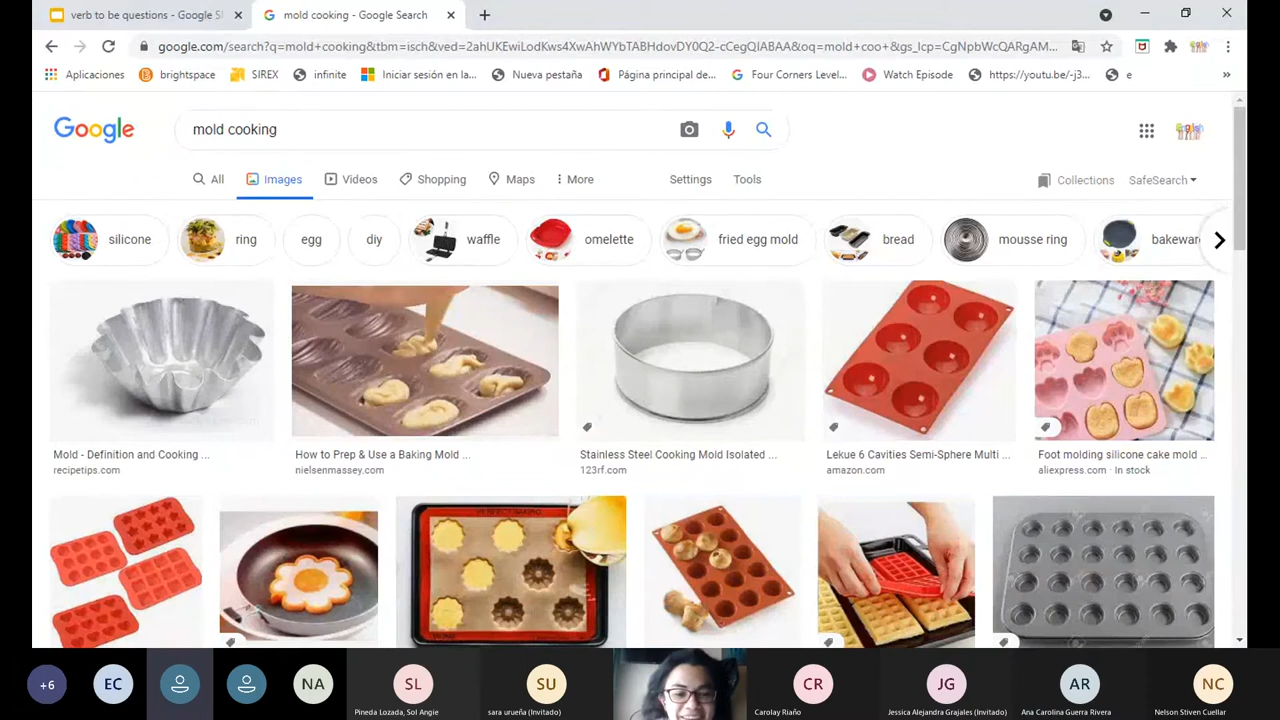 verb to be questions - Google Sl
mold cooking - Google Search
google.com/search?q=mold+cooking&tbm=isch&ved=2ahUKEwiLodKws4XwAhWYbTABHdovDY0Q2-cCegQIABAA&oq=mold+coo+&gs_lcp=CgNpbWcQARgAM...
Aplicaciones
brightspace
SIREX
infinite
Iniciar sesión en la...
Nueva pestaña
Página principal de...
Four Corners Level...
Watch Episode
https://youtu.be/-j3...
e
»
Google
mold cooking
English
All
Images
Videos
Shopping
Maps
More
Settings
Tools
Collections
SafeSearch
silicone
ring
egg
diy
waffle
omelette
fried egg mold
bread
mousse ring
bakewar
Mold - Definition and Cooking ...
recipetips.com
How to Prep & Use a Baking Mold ...
nielsenmassey.com
Stainless Steel Cooking Mold Isolated ...
123rf.com
Lekue 6 Cavities Semi-Sphere Multi ...
amazon.com
Foot molding silicone cake mold ...
aliexpress.com · In stock
+6
EC
NA
SL
Pineda Lozada, Sol Angie
SU
sara urueña (Invitado)
CR
Carolay Riaño
JG
Jessica Alejandra Grajales (Invitado)
AR
Ana Carolina Guerra Rivera
NC
Nelson Stiven Cuellar